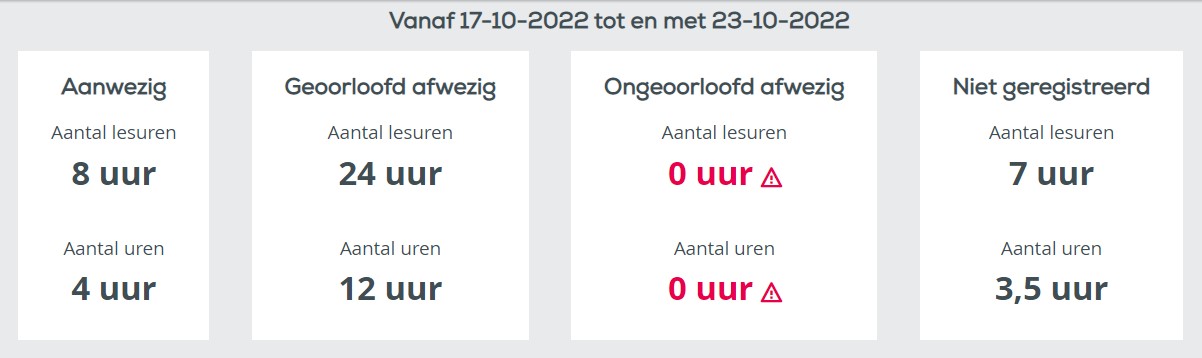 Vanaf 17-10-2022 tot en met 23-10-2022
Aanwezig
Aantal lesuren
8 uur
Aantal uren
4 uur
Geoorloofd afwezig
Aantal lesuren
24 uur
Aantal uren
12 uur
Ongeoorloofd afwezig
Aantal lesuren
0 uur
Aantal uren
0 uur
Niet geregistreerd
Aantal lesuren
7 uur
Aantal uren
3,5 uur